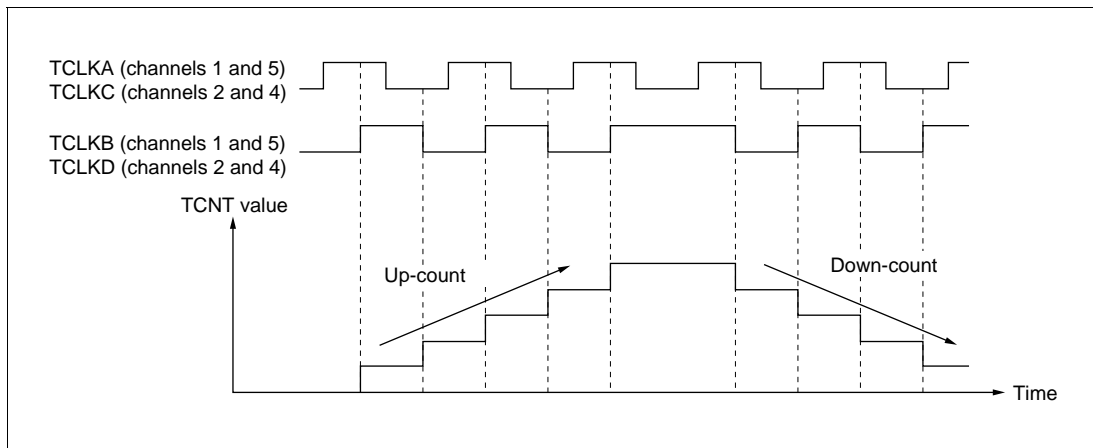 TCLKA (channels 1 and 5)
TCLKC (channels 2 and 4)
TCLKB (channels 1 and 5)
TCLKD (channels 2 and 4)
TCNT value
Up-count
Down-count
Time